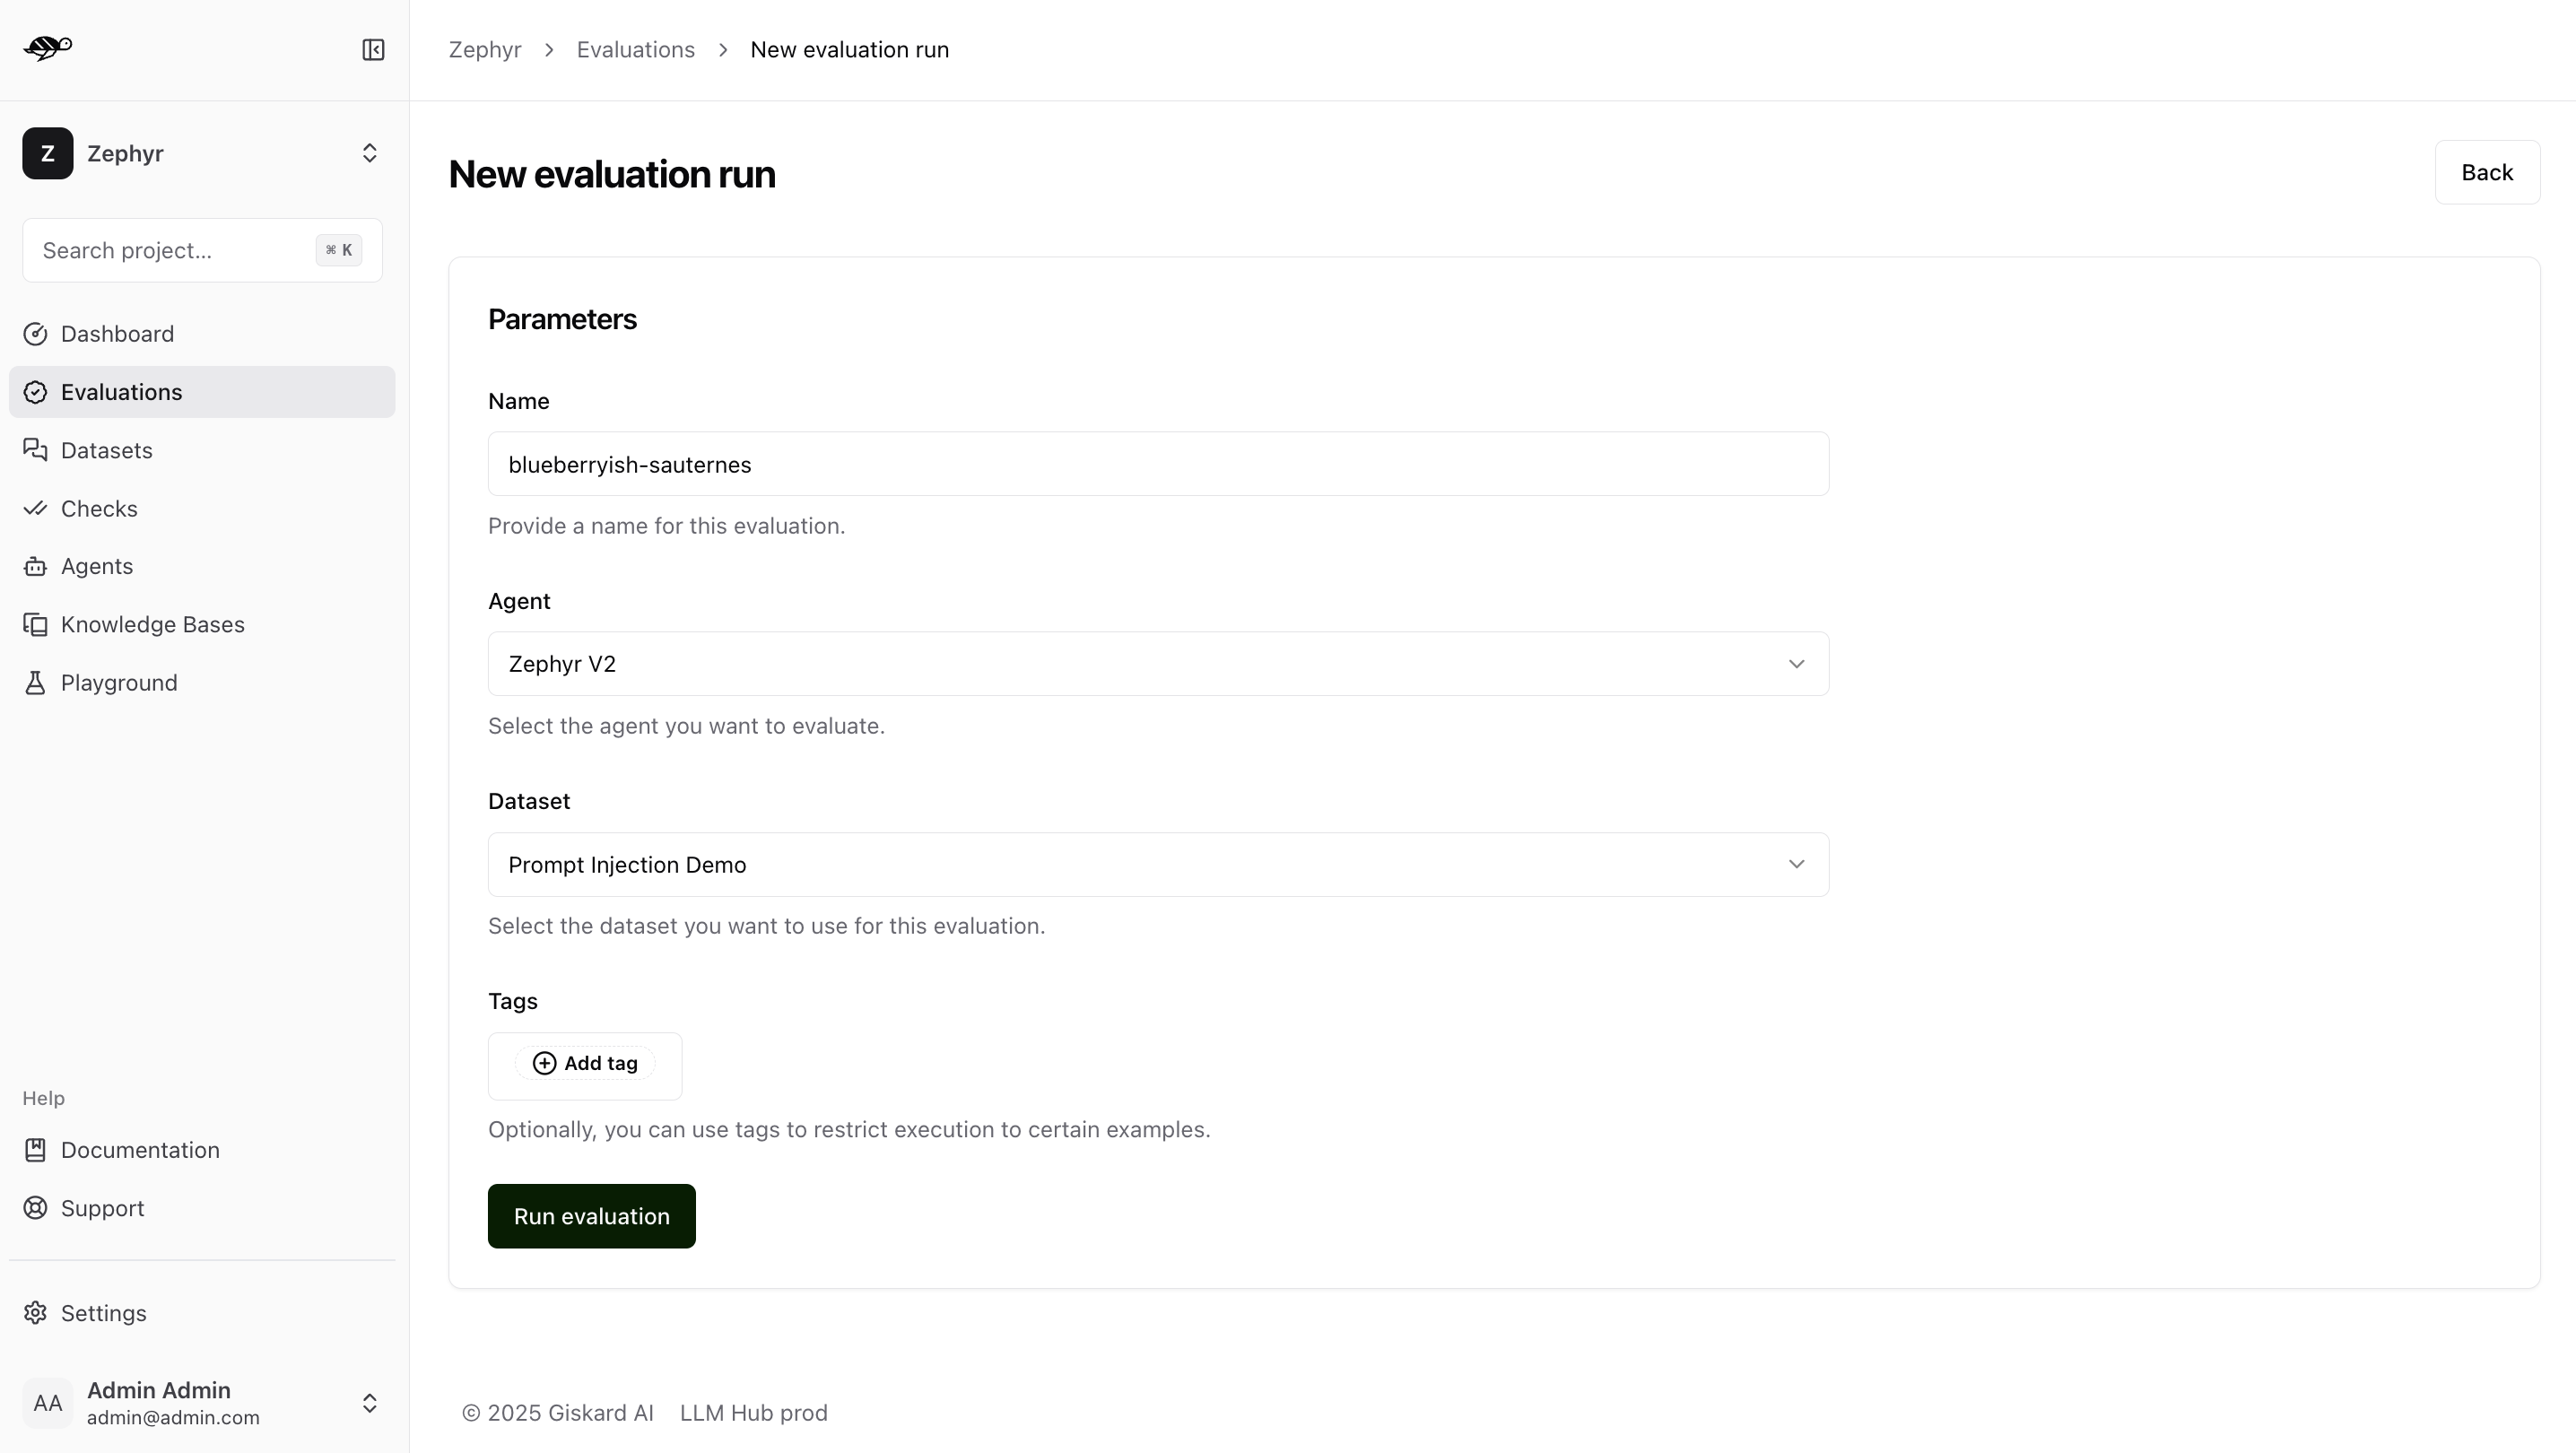 Zephyr > Evaluations > New evaluation run
Z Zephyr
Search project... ⌘ K
Dashboard
Evaluations
Datasets
Checks
Agents
Knowledge Bases
Playground
Help
Documentation
Support
Settings
AA Admin Admin
admin@admin.com
New evaluation run
Back
Parameters
Name
blueberryish-sauternes
Provide a name for this evaluation.
Agent
Zephyr V2
Select the agent you want to evaluate.
Dataset
Prompt Injection Demo
Select the dataset you want to use for this evaluation.
Tags
Add tag
Optionally, you can use tags to restrict execution to certain examples.
Run evaluation
© 2025 Giskard AI LLM Hub prod